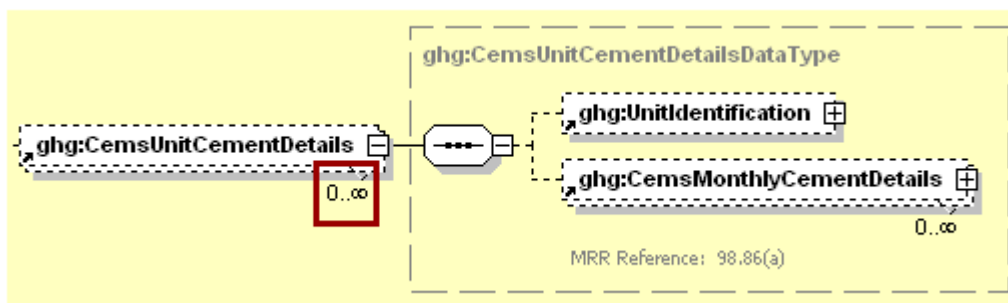 ghg:CemsUnitCementDetailsDataType
ghg:UnitIdentification
ghg:CemsUnitCementDetails
0..∞
ghg:CemsMonthlyCementDetails
0..∞
MRR Reference: 98.86(a)